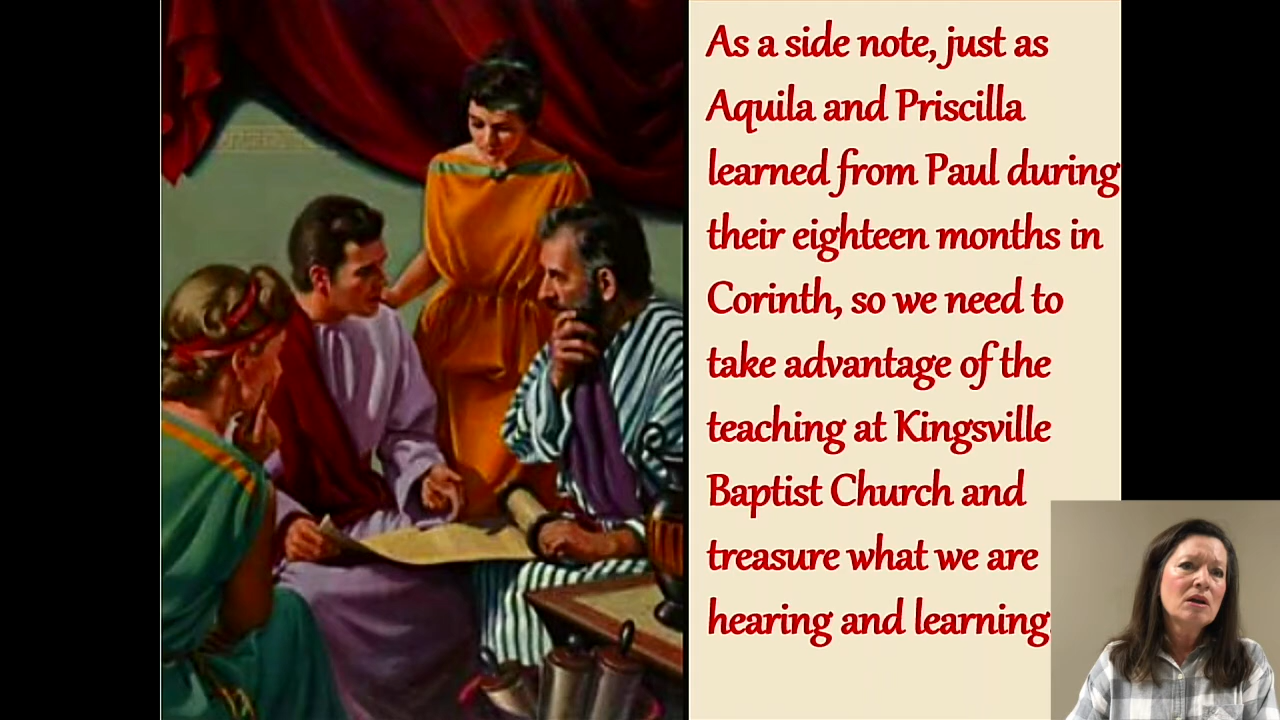 As a side note, just as
Aquila and Priscilla
learned from Paul during
their eighteen months in
Corinth, so we need to
take advantage of the
teaching at Kingsville
Baptist Church and
treasure what we are
hearing and learning.